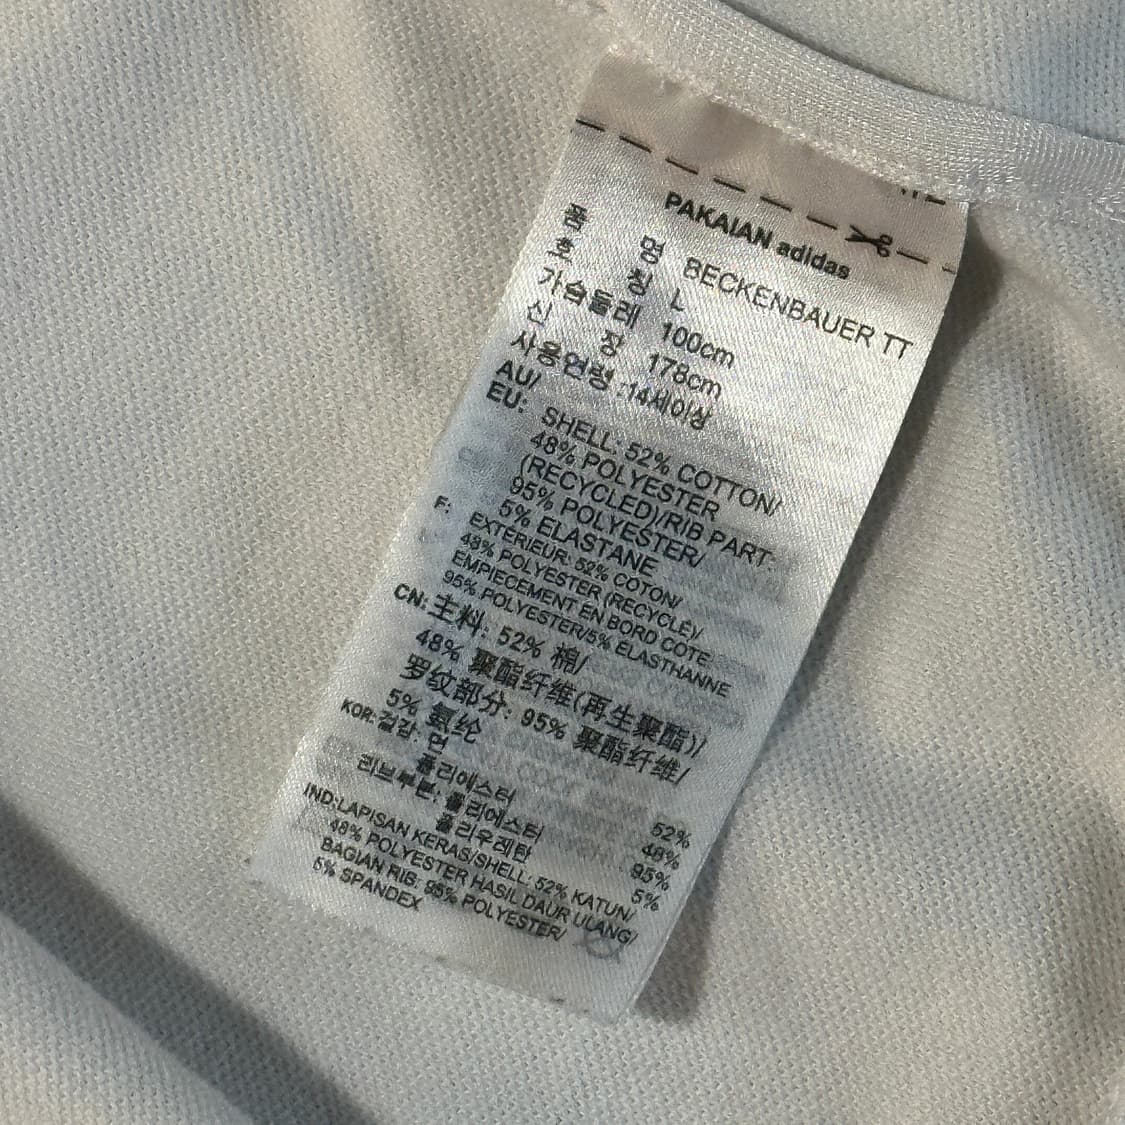 PAKAIAN adidas
품 명 BECKENBAUER TT
호 칭 L
가슴둘레 100cm
신 장 178cm
사용연령 :14세이상
AU/
EU: SHELL: 52% COTTON/
48% POLYESTER
(RECYCLED)/RIB PART:
95% POLYESTER/
5% ELASTANE
F: EXTÉRIEUR: 52% COTON/
48% POLYESTER (RECYCLÉ)/
EMPIECEMENT EN BORD COTE:
95% POLYESTER/5% ELASTHANNE
CN: 主料: 52% 棉/
48% 聚酯纤维(再生聚酯)/
罗纹部分: 95% 聚酯纤维/
5% 氨纶
KOR: 겉감: 면 52%
폴리에스터 48%
리브부분: 폴리에스터 95%
폴리우레탄 5%
IND:LAPISAN KERAS/SHELL: 52% KATUN/
48% POLYESTER HASIL DAUR ULANG/
BAGIAN RIB: 95% POLYESTER/
5% SPANDEX